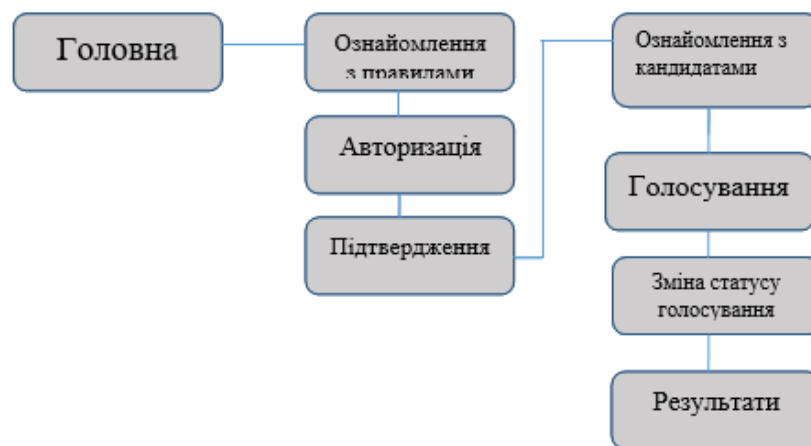 Головна
Ознайомлення
з правилами
Авторизація
Підтвердження
Ознайомлення з
кандидатами
Голосування
Зміна статусу
голосування
Результати